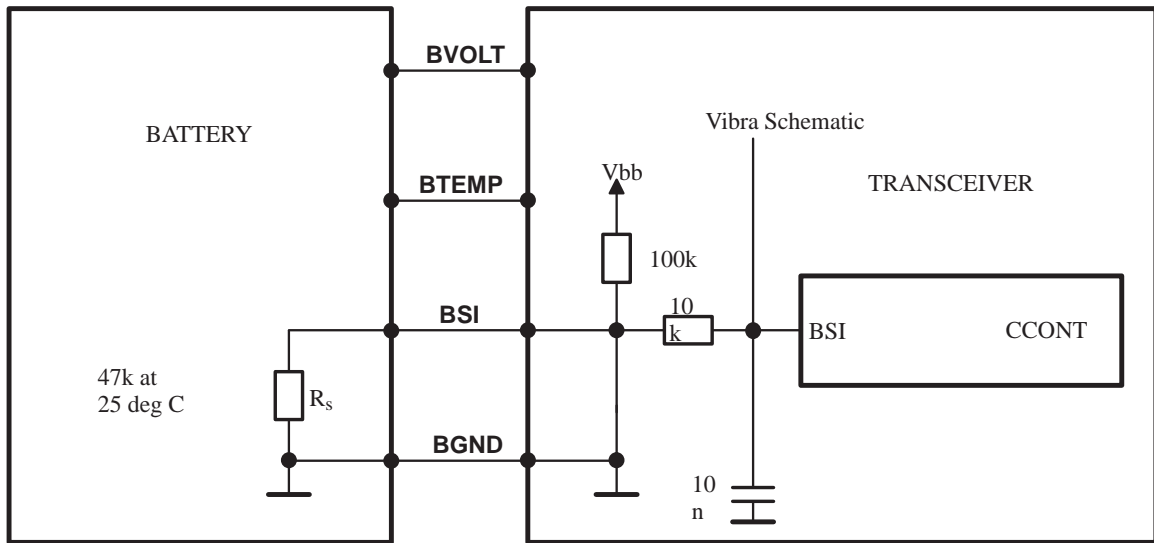 BVOLT
BATTERY
Vibra Schematic
Vbb
BTEMP
TRANSCEIVER
100k
10
k
BSI
BSI
CCONT
47k at
25 deg C
Rs
BGND
10
n